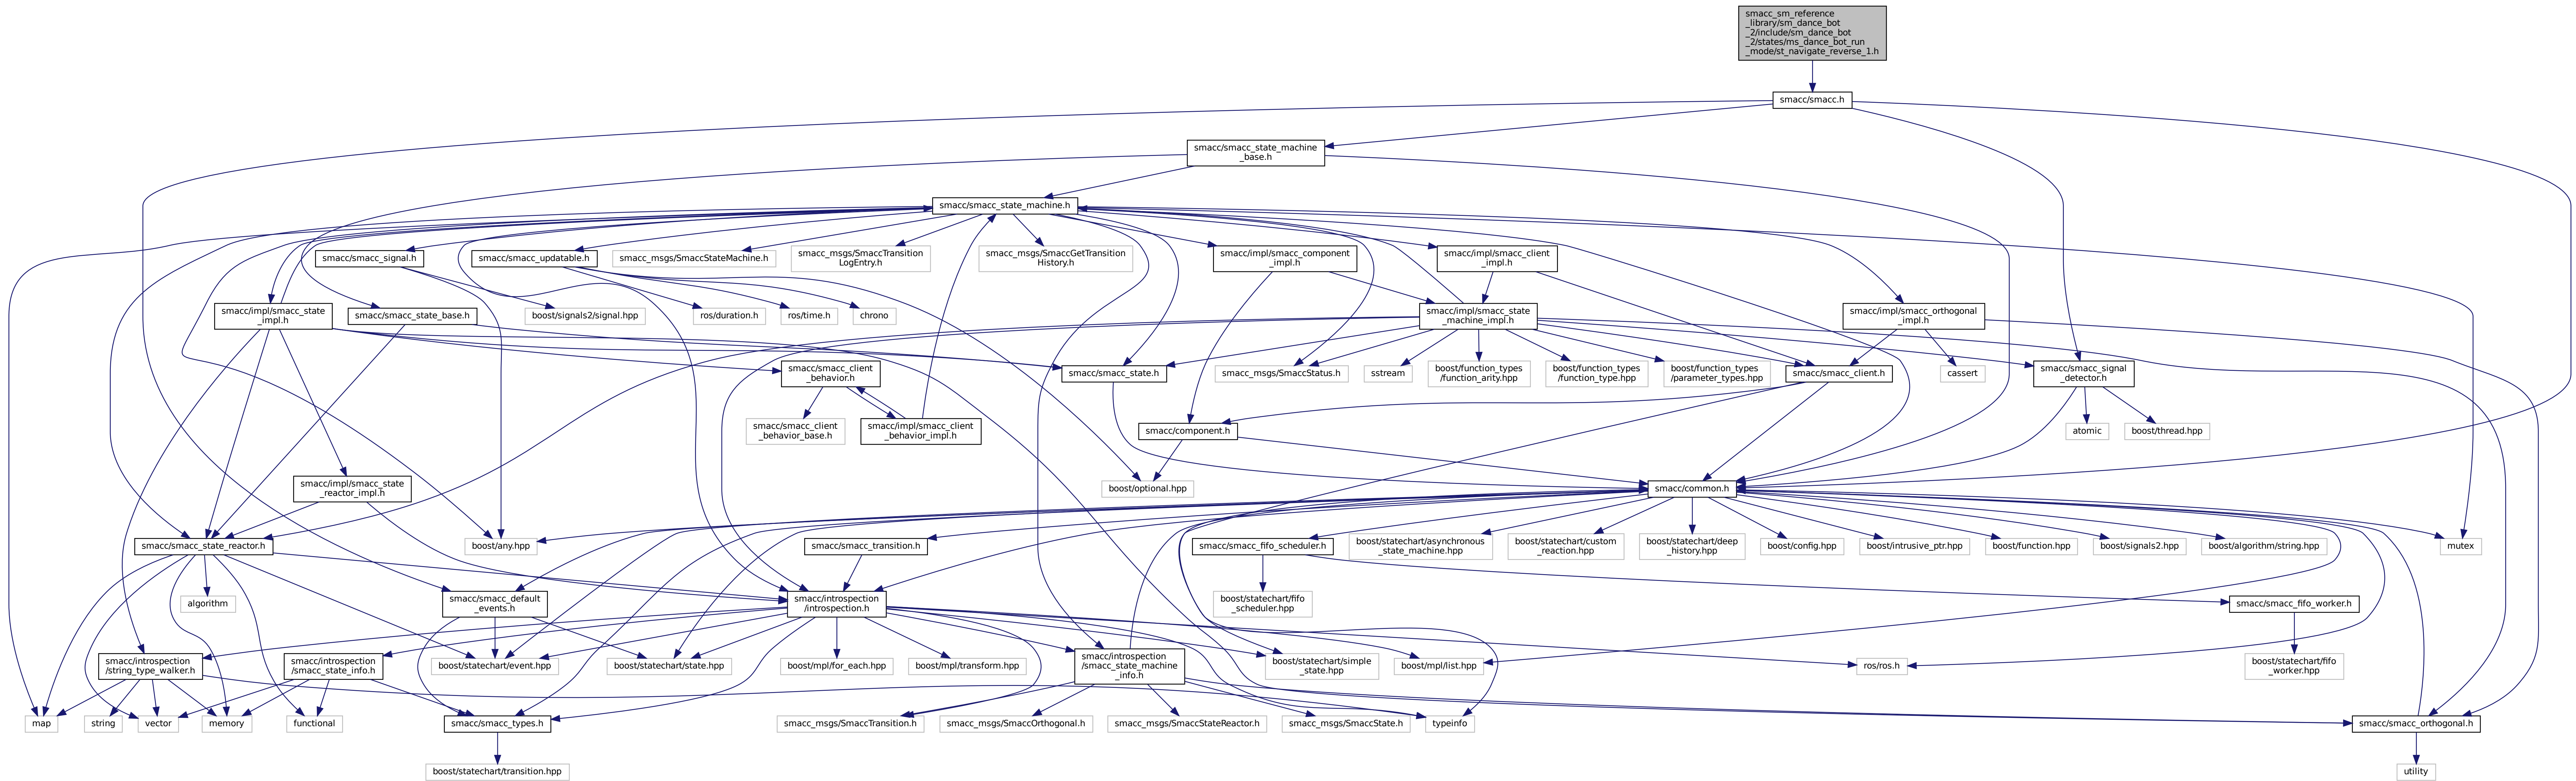 smacc_sm_reference
_library/sm_dance_bot
_2/include/sm_dance_bot
_2/states/ms_dance_bot_run
_mode/st_navigate_reverse_1.h
smacc/smacc.h
smacc/smacc_state_machine
_base.h
smacc/smacc_state_machine.h
smacc/smacc_signal.h
smacc/smacc_updatable.h
smacc_msgs/SmaccStateMachine.h
smacc_msgs/SmaccTransition
LogEntry.h
smacc_msgs/SmaccGetTransition
History.h
smacc/impl/smacc_component
_impl.h
smacc/impl/smacc_client
_impl.h
smacc/impl/smacc_state
_impl.h
smacc/smacc_state_base.h
boost/signals2/signal.hpp
ros/duration.h
ros/time.h
chrono
smacc/impl/smacc_state
_machine_impl.h
smacc/impl/smacc_orthogonal
_impl.h
smacc/smacc_client
_behavior.h
smacc/smacc_state.h
smacc_msgs/SmaccStatus.h
sstream
boost/function_types
/function_arity.hpp
boost/function_types
/function_type.hpp
boost/function_types
/parameter_types.hpp
smacc/smacc_client.h
cassert
smacc/smacc_signal
_detector.h
smacc/smacc_client
_behavior_base.h
smacc/impl/smacc_client
_behavior_impl.h
smacc/component.h
atomic
boost/thread.hpp
smacc/impl/smacc_state
_reactor_impl.h
boost/optional.hpp
smacc/common.h
smacc/smacc_state_reactor.h
boost/any.hpp
smacc/smacc_transition.h
smacc/smacc_fifo_scheduler.h
boost/statechart/asynchronous
_state_machine.hpp
boost/statechart/custom
_reaction.hpp
boost/statechart/deep
_history.hpp
boost/config.hpp
boost/intrusive_ptr.hpp
boost/function.hpp
boost/signals2.hpp
boost/algorithm/string.hpp
mutex
algorithm
smacc/smacc_default
_events.h
smacc/introspection
/introspection.h
boost/statechart/fifo
_scheduler.hpp
smacc/smacc_fifo_worker.h
smacc/introspection
/string_type_walker.h
smacc/introspection
/smacc_state_info.h
boost/statechart/event.hpp
boost/statechart/state.hpp
boost/mpl/for_each.hpp
boost/mpl/transform.hpp
smacc/introspection
/smacc_state_machine
_info.h
boost/statechart/simple
_state.hpp
boost/mpl/list.hpp
ros/ros.h
boost/statechart/fifo
_worker.hpp
map
string
vector
memory
functional
smacc/smacc_types.h
smacc_msgs/SmaccTransition.h
smacc_msgs/SmaccOrthogonal.h
smacc_msgs/SmaccStateReactor.h
smacc_msgs/SmaccState.h
typeinfo
smacc/smacc_orthogonal.h
boost/statechart/transition.hpp
utility